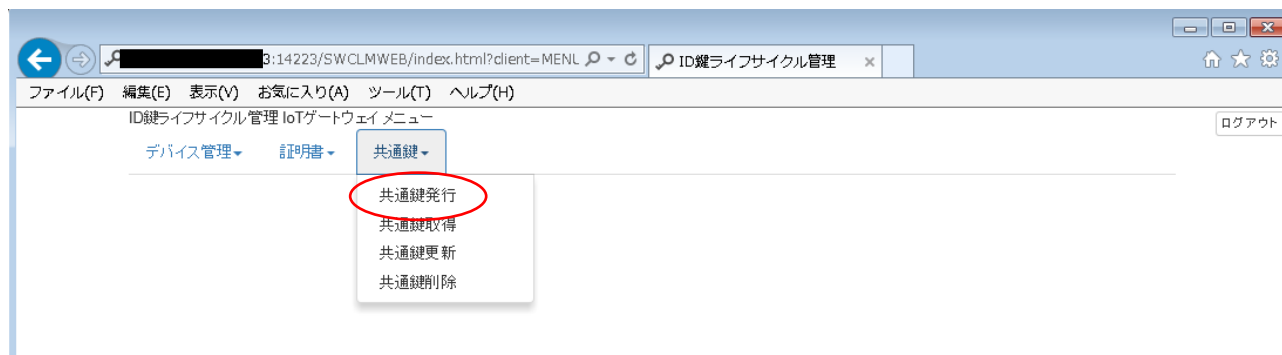 3:14223/SWCLMWEB/index.html?client=MENU
ID鍵ライフサイクル管理
ファイル(F) 編集(E) 表示(V) お気に入り(A) ツール(T) ヘルプ(H)
ID鍵ライフサイクル管理 IoTゲートウェイ メニュー
ログアウト
デバイス管理 証明書 共通鍵
共通鍵発行
共通鍵取得
共通鍵更新
共通鍵削除